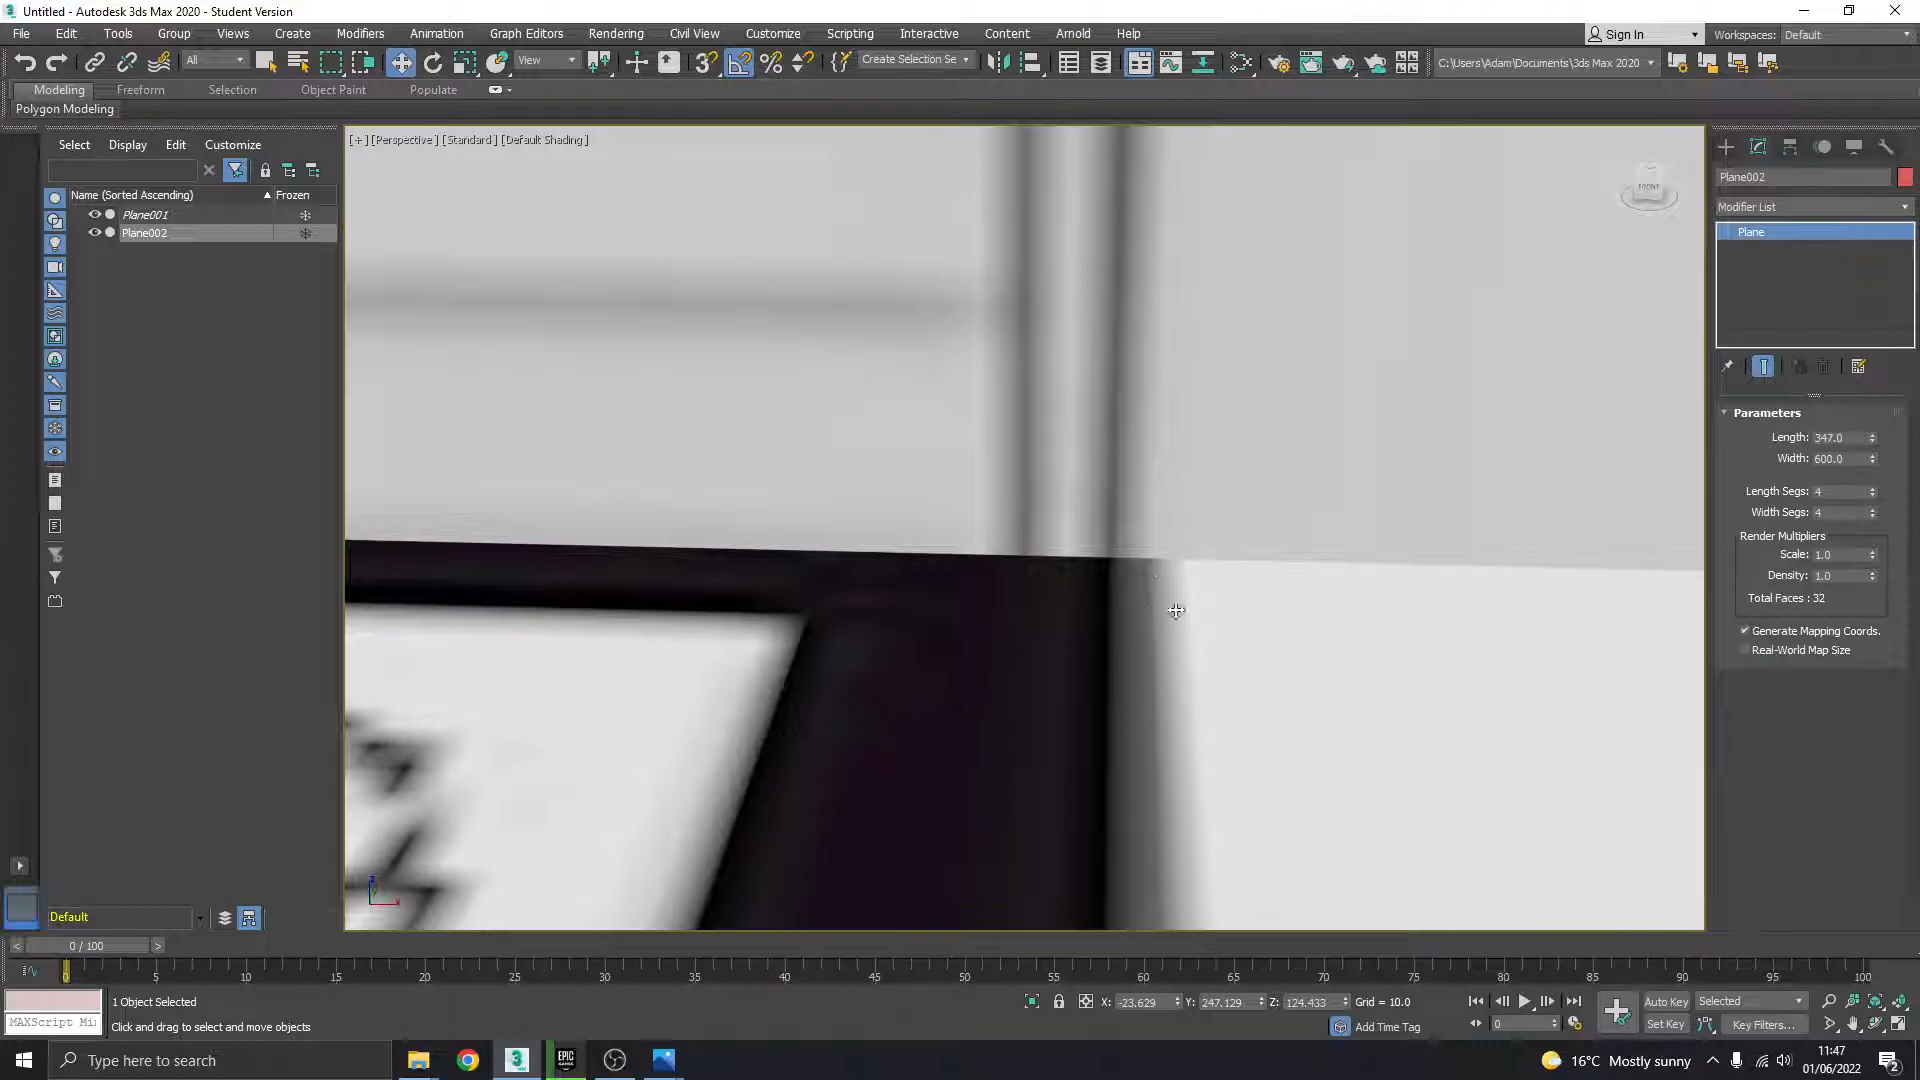 Untitled - Autodesk 3ds Max 2020 - Student Version
File Edit Tools Group Views Create Modifiers Animation Graph Editors Rendering Civil View Customize Scripting Interactive Content Arnold Help
Sign In
Workspaces: Default
All
View
Create Selection Se
C:\Users\Adam\Documents\3ds Max 2020
Modeling Freeform Selection Object Paint Populate
Polygon Modeling
Select Display Edit Customize
[+] [Perspective] [Standard] [Default Shading]
FRONT
Name (Sorted Ascending) Frozen
Plane001
Plane002
Plane002
Modifier List
Plane
Parameters
Length: 347.0
Width: 600.0
Length Segs: 4
Width Segs: 4
Render Multipliers
Scale: 1.0
Density: 1.0
Total Faces : 32
Generate Mapping Coords.
Real-World Map Size
Default
0 / 100
0 5 10 15 20 25 30 35 40 45 50 55 60 65 70 75 80 85 90 95 100
1 Object Selected
X: -23.629 Y: 247.129 Z: 124.433 Grid = 10.0
Auto Key Selected
MAXScript Mi
Click and drag to select and move objects
Add Time Tag
0
Set Key Key Filters...
Type here to search
EPIC GAMES
16°C Mostly sunny
11:47
01/06/2022
2